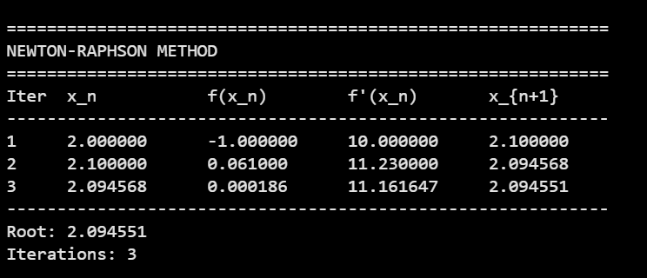 ============================================================
NEWTON-RAPHSON METHOD
============================================================
Iter  x_n         f(x_n)        f'(x_n)       x_{n+1}
------------------------------------------------------------
1     2.000000      -1.000000     10.000000     2.100000
2     2.100000      0.061000      11.230000     2.094568
3     2.094568      0.000186      11.161647     2.094551
------------------------------------------------------------
Root: 2.094551
Iterations: 3